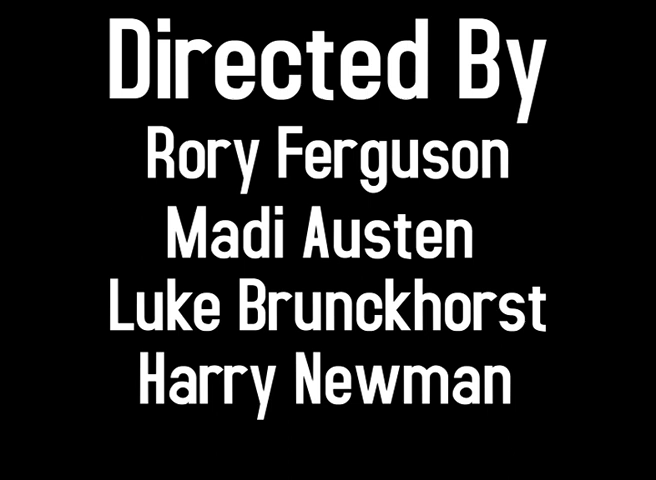 Directed By
Rory Ferguson
Madi Austen
Luke Brunckhorst
Harry Newman